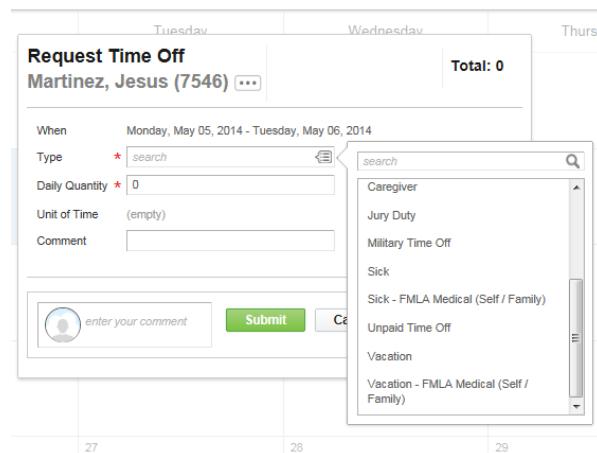 Tuesday
Wednesday
Thurs
Request Time Off
Martinez, Jesus (7546)
Total: 0
When Monday, May 05, 2014 - Tuesday, May 06, 2014
Type * search
Daily Quantity * 0
Unit of Time (empty)
Comment
enter your comment
Submit
Ca
search
Caregiver
Jury Duty
Military Time Off
Sick
Sick - FMLA Medical (Self / Family)
Unpaid Time Off
Vacation
Vacation - FMLA Medical (Self /
Family)
27
28
29